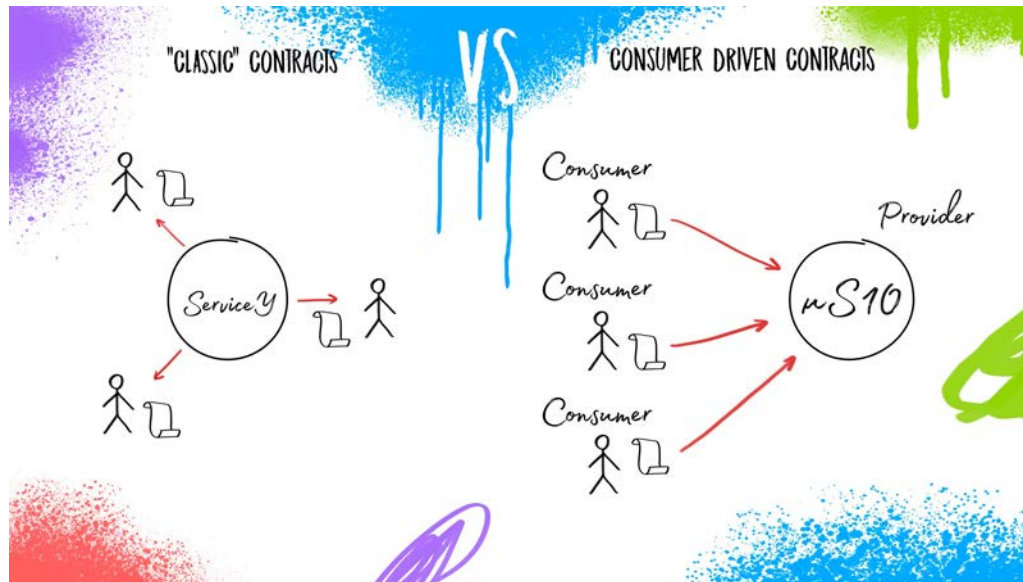 "CLASSIC" CONTRACTS
VS
CONSUMER DRIVEN CONTRACTS
Service Y
Consumer
Consumer
Consumer
Provider
μS10